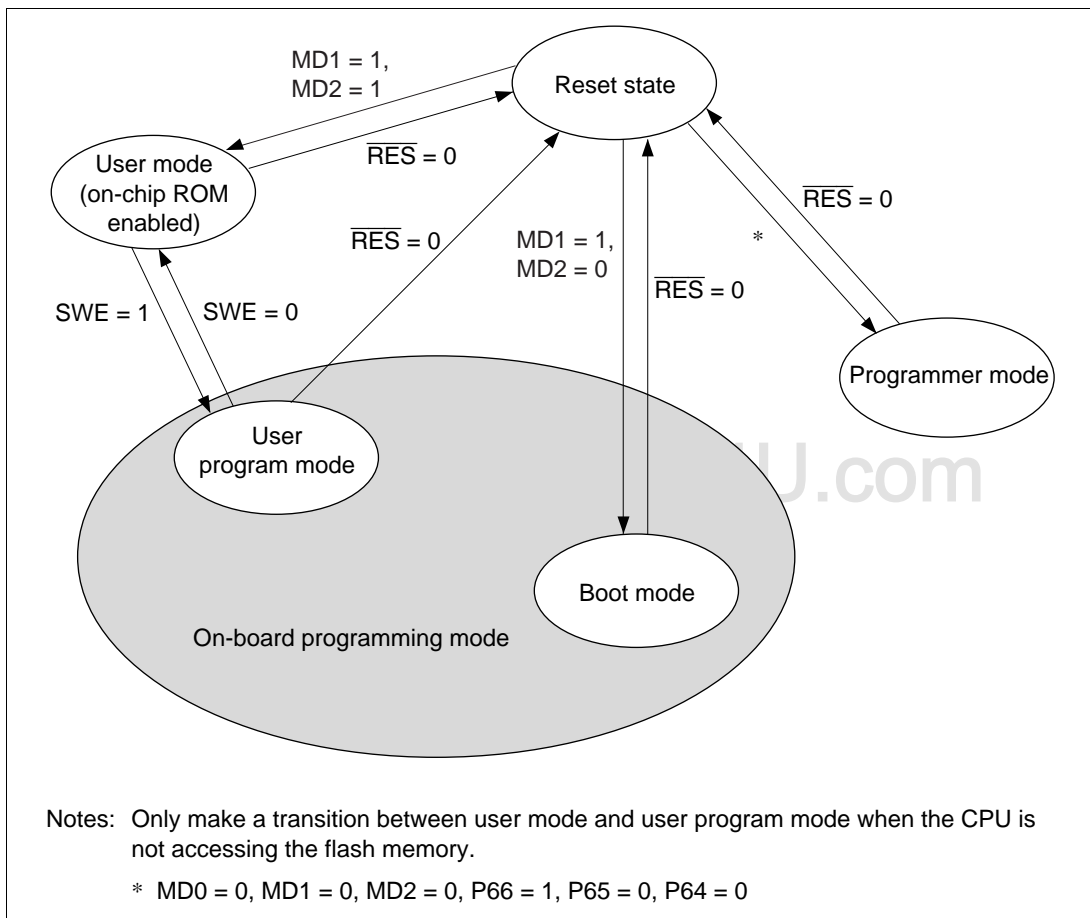 MD1 = 1,
MD2 = 1
Reset state
RES = 0
User mode
(on-chip ROM
enabled)
RES = 0
MD1 = 1,
MD2 = 0
RES = 0
*
RES = 0
SWE = 1
SWE = 0
Programmer mode
User
program mode
Boot mode
On-board programming mode
U.com
Notes: Only make a transition between user mode and user program mode when the CPU is
not accessing the flash memory.
* MD0 = 0, MD1 = 0, MD2 = 0, P66 = 1, P65 = 0, P64 = 0